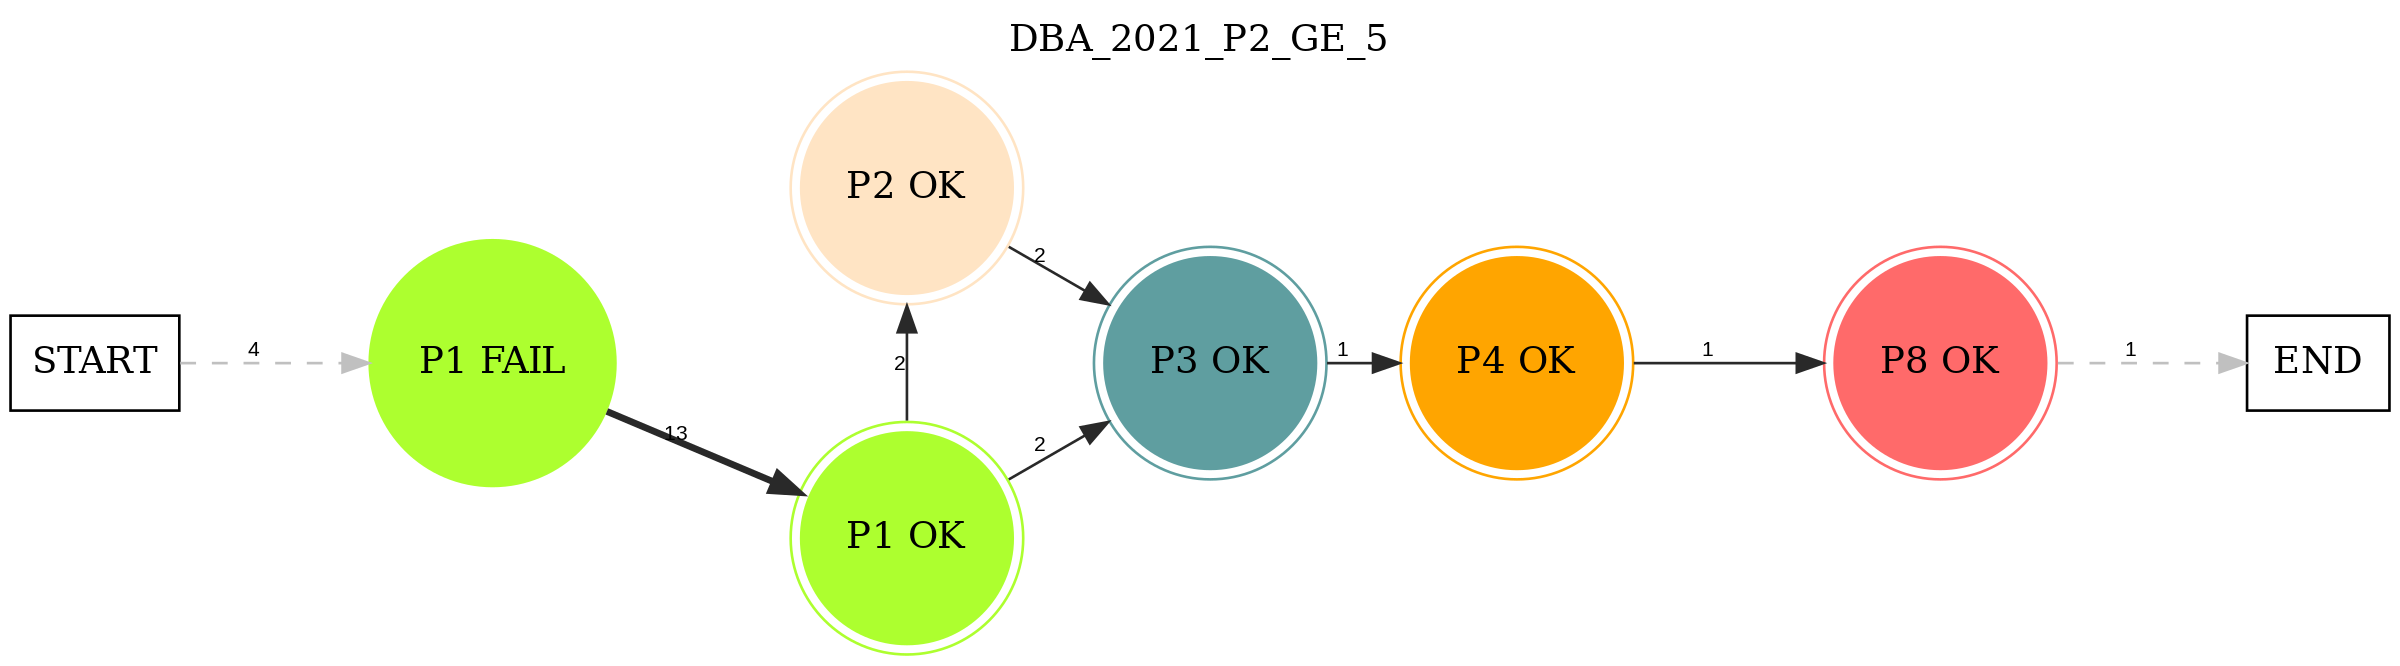 DBA_2021_P2_GE_5
P2 OK
2
START
4
P1 FAIL
13
2
2
P1 OK
P3 OK
1
P4 OK
1
P8 OK
1
END